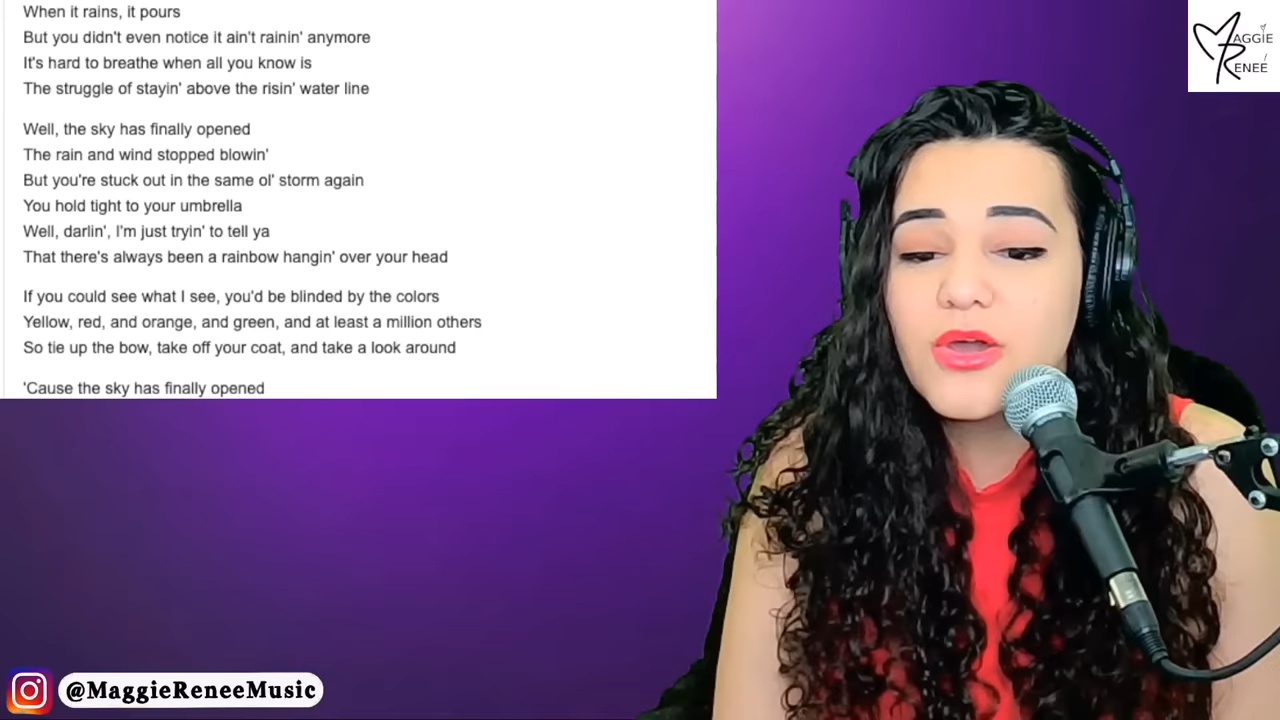 When it rains, it pours
But you didn't even notice it ain't rainin' anymore
It's hard to breathe when all you know is
The struggle of stayin' above the risin' water line
Well, the sky has finally opened
The rain and wind stopped blowin'
But you're stuck out in the same ol' storm again
You hold tight to your umbrella
Well, darlin', I'm just tryin' to tell ya
That there's always been a rainbow hangin' over your head
If you could see what I see, you'd be blinded by the colors
Yellow, red, and orange, and green, and at least a million others
So tie up the bow, take off your coat, and take a look around
'Cause the sky has finally opened
MAGGIE
RENEE
@MaggieReneeMusic